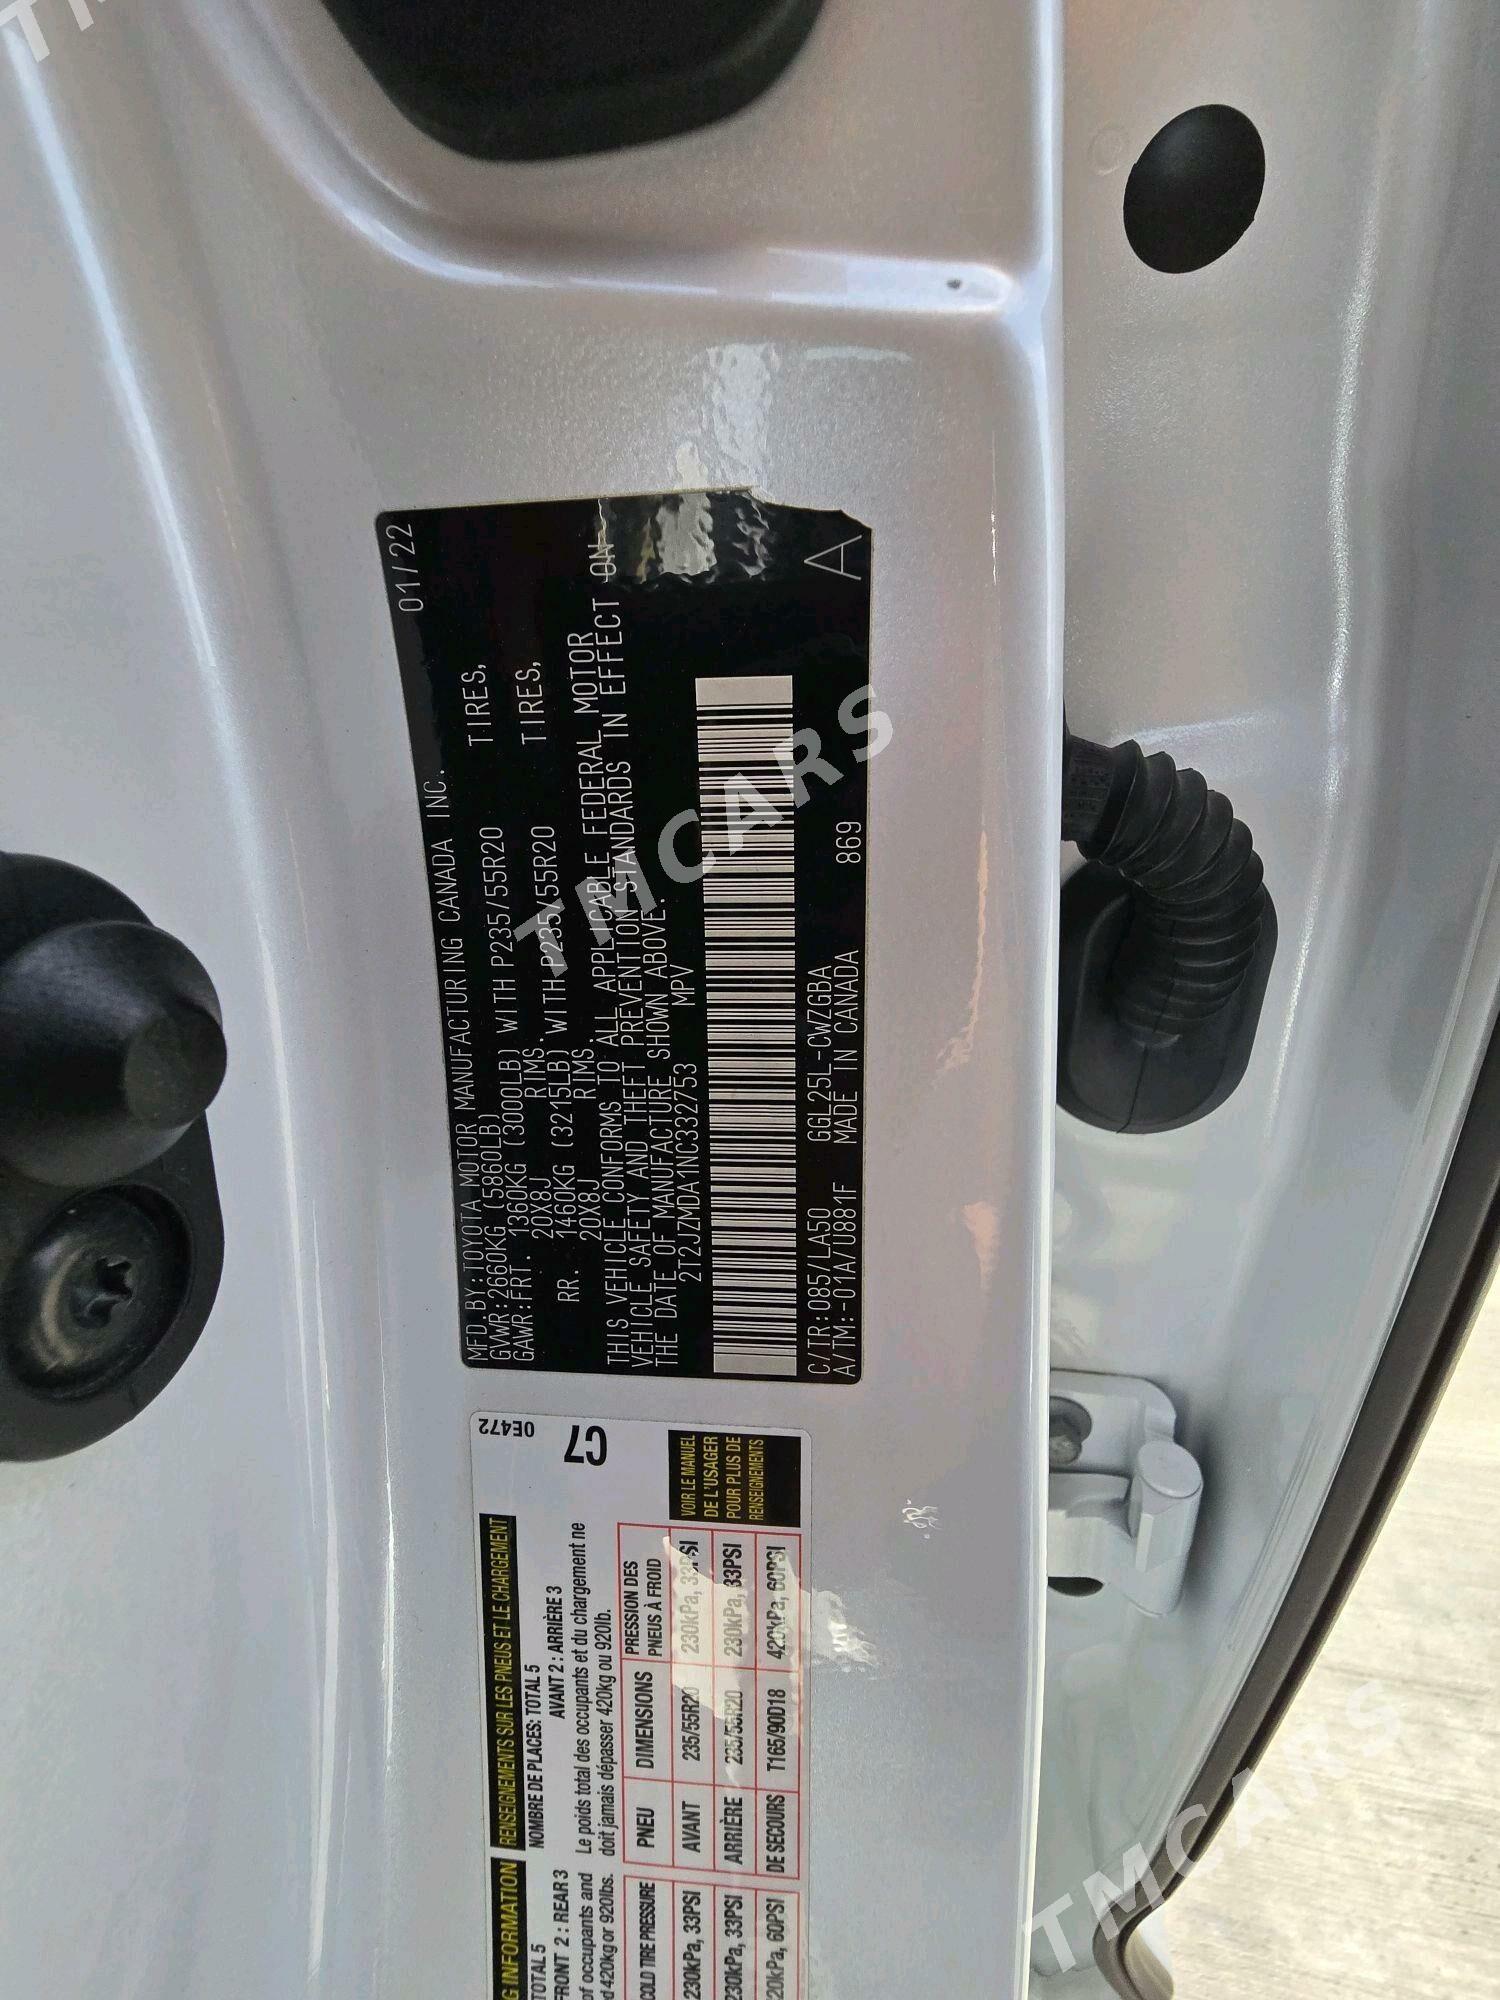 MFD.BY:TOYOTA MOTOR MANUFACTURING CANADA INC. 01/22
GVWR:2660KG (5860LB)
GAWR:FRT. 1360KG (3000LB) WITH P235/55R20 TIRES,
20X8J RIMS.
RR. 1460KG (3215LB) WITH P235/55R20 TIRES,
20X8J RIMS.
THIS VEHICLE CONFORMS TO ALL APPLICABLE FEDERAL MOTOR
VEHICLE SAFETY AND THEFT PREVENTION STANDARDS IN EFFECT ON
THE DATE OF MANUFACTURE SHOWN ABOVE.
2T2JZMDA1NC332753 MPV
C/TR:085/LA50 GGL25L-CWZGBA 869
A/TM:-01A/U881F MADE IN CANADA
A
G INFORMATION
TOTAL 5
FRONT 2 : REAR 3
of occupants and
d 420kg or 920lbs.
COLD TIRE PRESSURE
230kPa, 33PSI
230kPa, 33PSI
20kPa, 60PSI
RENSEIGNEMENTS SUR LES PNEUS ET LE CHARGEMENT
NOMBRE DE PLACES: TOTAL 5
AVANT 2 : ARRIÈRE 3
Le poids total des occupants et du chargement ne
doit jamais dépasser 420kg ou 920lb.
PNEU DIMENSIONS PRESSION DES PNEUS À FROID
AVANT 235/55R20 230kPa, 33PSI
ARRIÈRE 235/55R20 230kPa, 33PSI
DE SECOURS T165/90D18 420kPa, 60PSI
VOIR LE MANUEL
DE L'USAGER
POUR PLUS DE
RENSEIGNEMENTS
0E472
C7
TMCARS
TMCARS